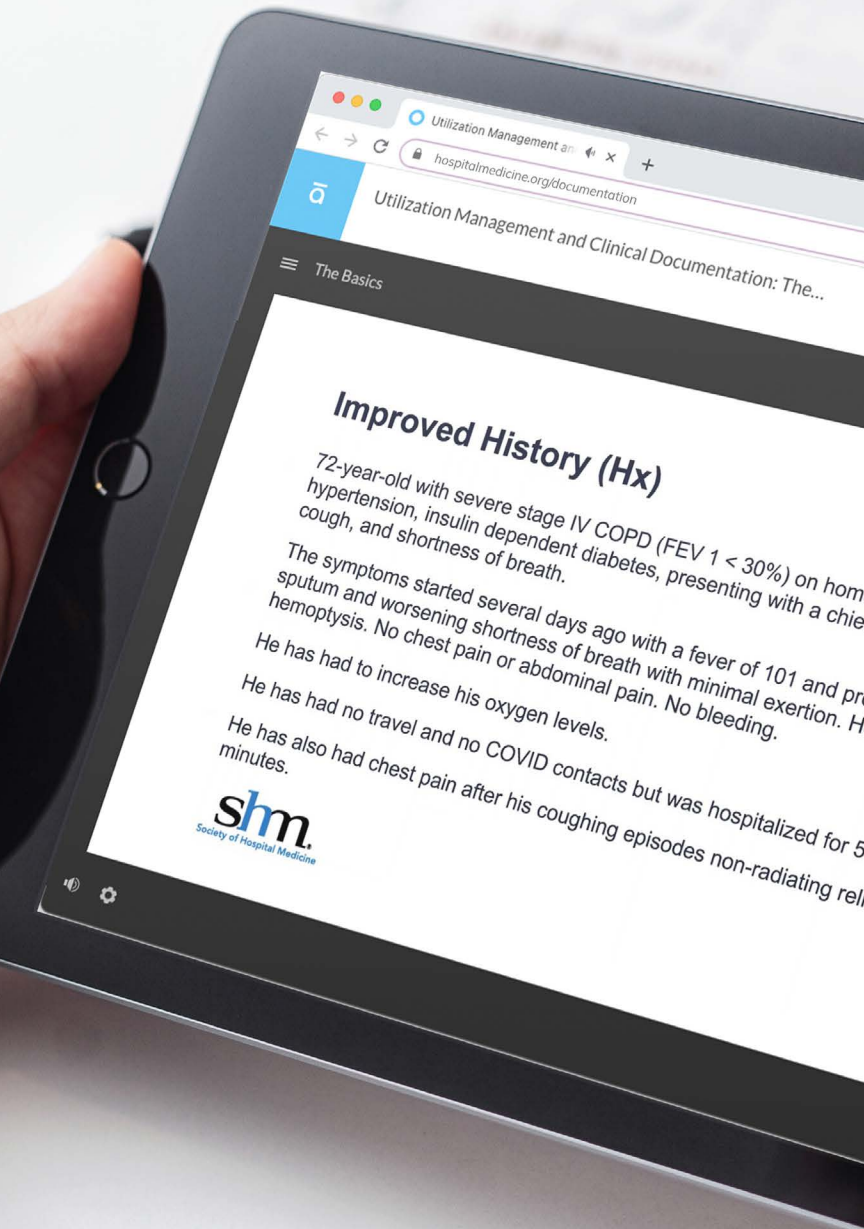 Utilization Management an
hospitalmedicine.org/documentation
ā
Utilization Management and Clinical Documentation: The...
The Basics
Improved History (Hx)
72-year-old with severe stage IV COPD (FEV 1 < 30%) on hom
hypertension, insulin dependent diabetes, presenting with a chie
cough, and shortness of breath.
The symptoms started several days ago with a fever of 101 and pr
sputum and worsening shortness of breath with minimal exertion. H
hemoptysis. No chest pain or abdominal pain. No bleeding.
He has had to increase his oxygen levels.
He has had no travel and no COVID contacts but was hospitalized for 5
He has also had chest pain after his coughing episodes non-radiating reli
minutes.
shm.
Society of Hospital Medicine